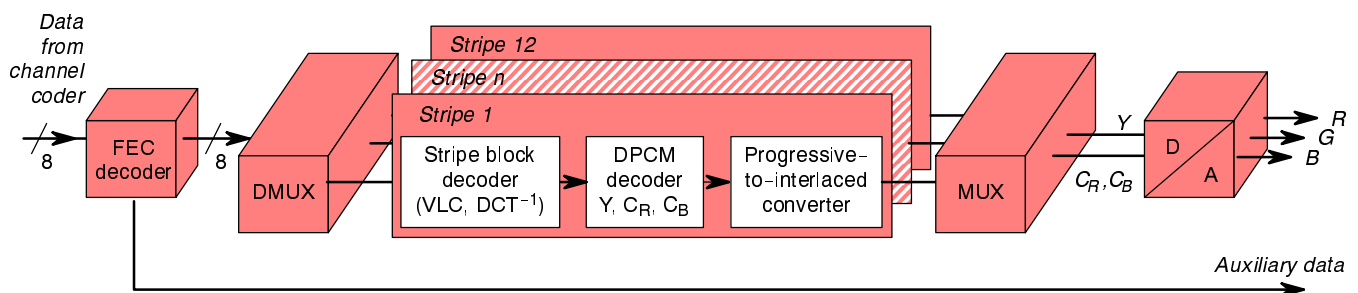 Data
from
channel
coder
8
FEC
decoder
8
DMUX
Stripe 12
Stripe n
Stripe 1
Stripe block
decoder
(VLC, DCT⁻¹)
DPCM
decoder
Y, C_R, C_B
Progressive–
to–interlaced
converter
MUX
Y
C_R, C_B
D
A
R
G
B
Auxiliary data